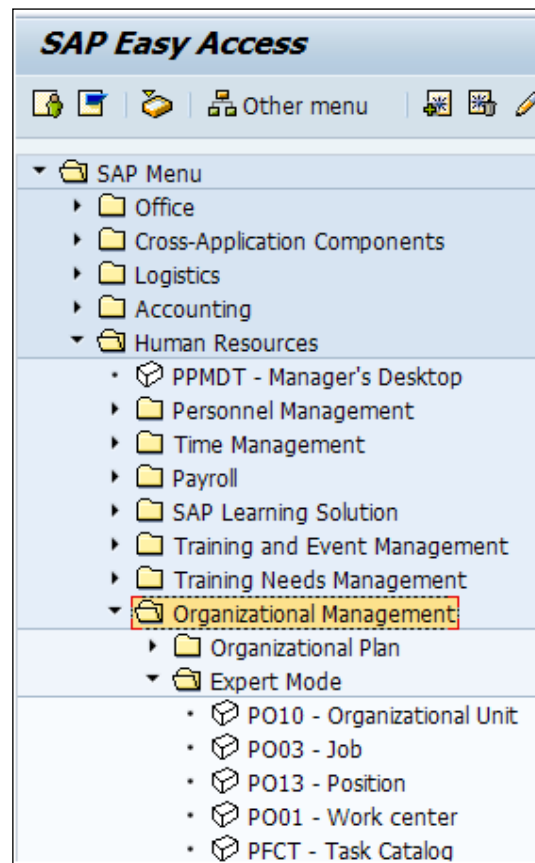 SAP Easy Access
Other menu
SAP Menu
Office
Cross-Application Components
Logistics
Accounting
Human Resources
PPMDT - Manager's Desktop
Personnel Management
Time Management
Payroll
SAP Learning Solution
Training and Event Management
Training Needs Management
Organizational Management
Organizational Plan
Expert Mode
PO10 - Organizational Unit
PO03 - Job
PO13 - Position
PO01 - Work center
PFCT - Task Catalog